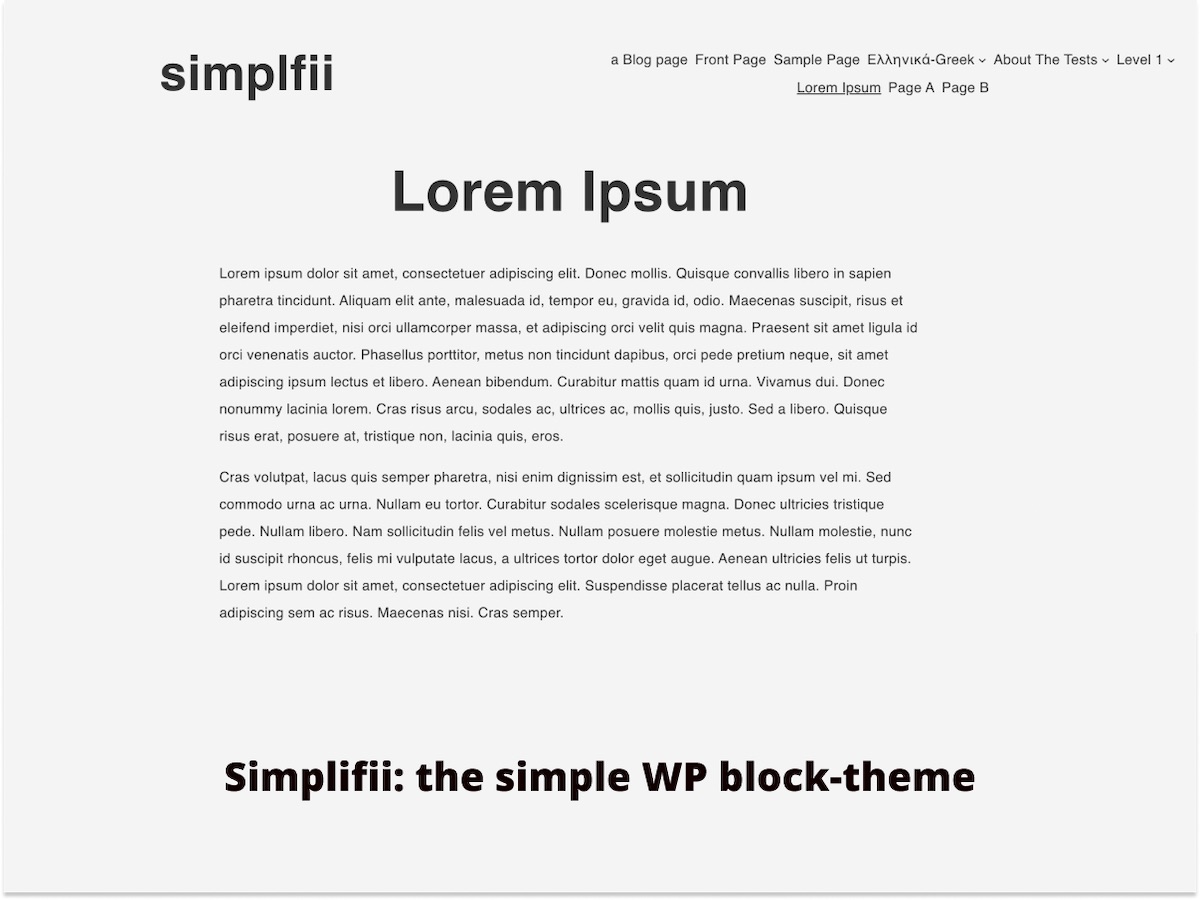 simplfii
a Blog page Front Page Sample Page Ελληνικά-Greek About The Tests Level 1
Lorem Ipsum Page A Page B
Lorem Ipsum
Lorem ipsum dolor sit amet, consectetuer adipiscing elit. Donec mollis. Quisque convallis libero in sapien
pharetra tincidunt. Aliquam elit ante, malesuada id, tempor eu, gravida id, odio. Maecenas suscipit, risus et
eleifend imperdiet, nisi orci ullamcorper massa, et adipiscing orci velit quis magna. Praesent sit amet ligula id
orci venenatis auctor. Phasellus porttitor, metus non tincidunt dapibus, orci pede pretium neque, sit amet
adipiscing ipsum lectus et libero. Aenean bibendum. Curabitur mattis quam id urna. Vivamus dui. Donec
nonummy lacinia lorem. Cras risus arcu, sodales ac, ultrices ac, mollis quis, justo. Sed a libero. Quisque
risus erat, posuere at, tristique non, lacinia quis, eros.
Cras volutpat, lacus quis semper pharetra, nisi enim dignissim est, et sollicitudin quam ipsum vel mi. Sed
commodo urna ac urna. Nullam eu tortor. Curabitur sodales scelerisque magna. Donec ultricies tristique
pede. Nullam libero. Nam sollicitudin felis vel metus. Nullam posuere molestie metus. Nullam molestie, nunc
id suscipit rhoncus, felis mi vulputate lacus, a ultrices tortor dolor eget augue. Aenean ultricies felis ut turpis.
Lorem ipsum dolor sit amet, consectetuer adipiscing elit. Suspendisse placerat tellus ac nulla. Proin
adipiscing sem ac risus. Maecenas nisi. Cras semper.
Simplifii: the simple WP block-theme